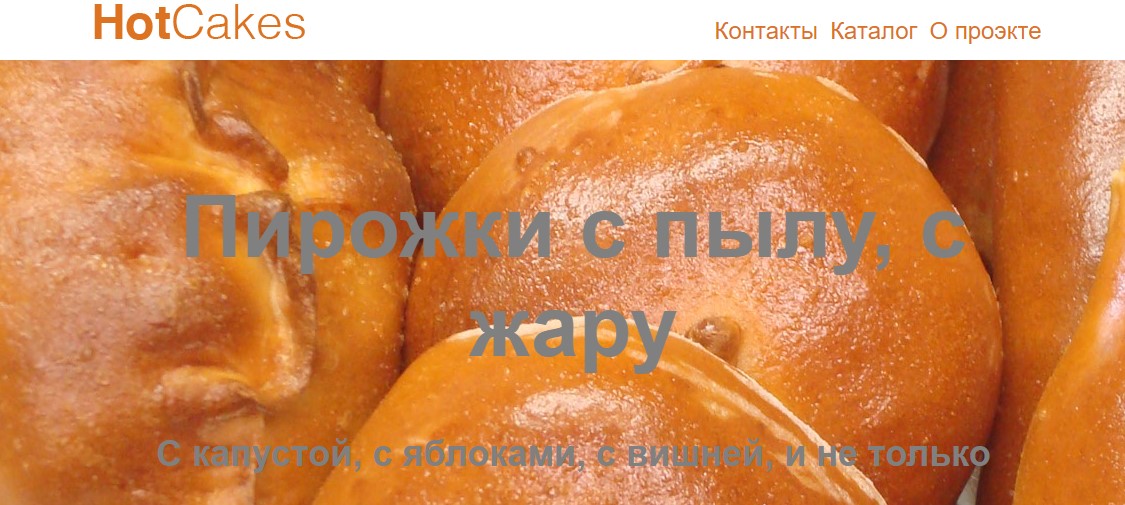 HotCakes
Контакты Каталог О проэкте
Пирожки с пылу, с
жару
С капустой, с яблоками, с вишней, и не только